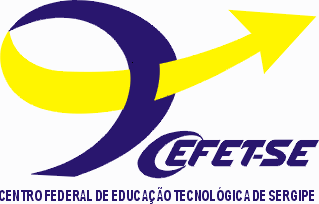 CEFET-SE
CENTRO FEDERAL DE EDUCAÇÃO TECNOLÓGICA DE SERGIPE